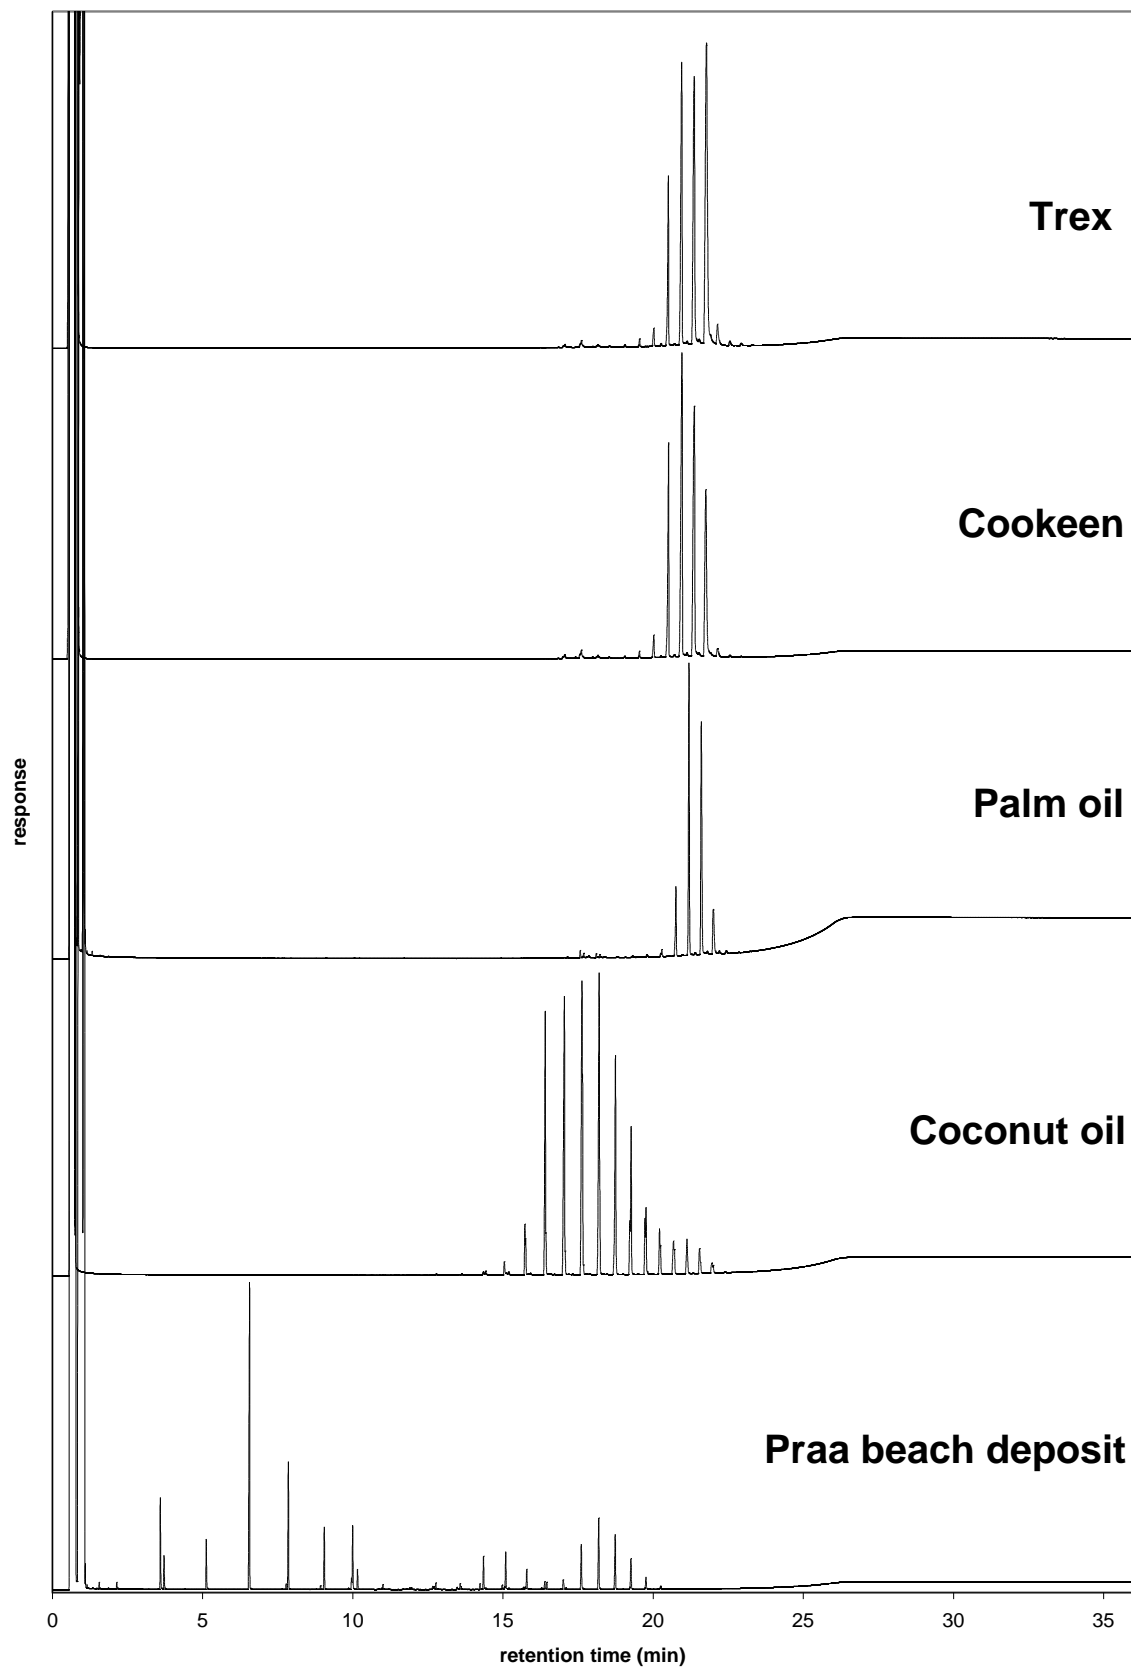 Trex
Cookeen
Palm oil
response
Coconut oil
Praa beach deposit
0 5 10 15 20 25 30 35
retention time (min)